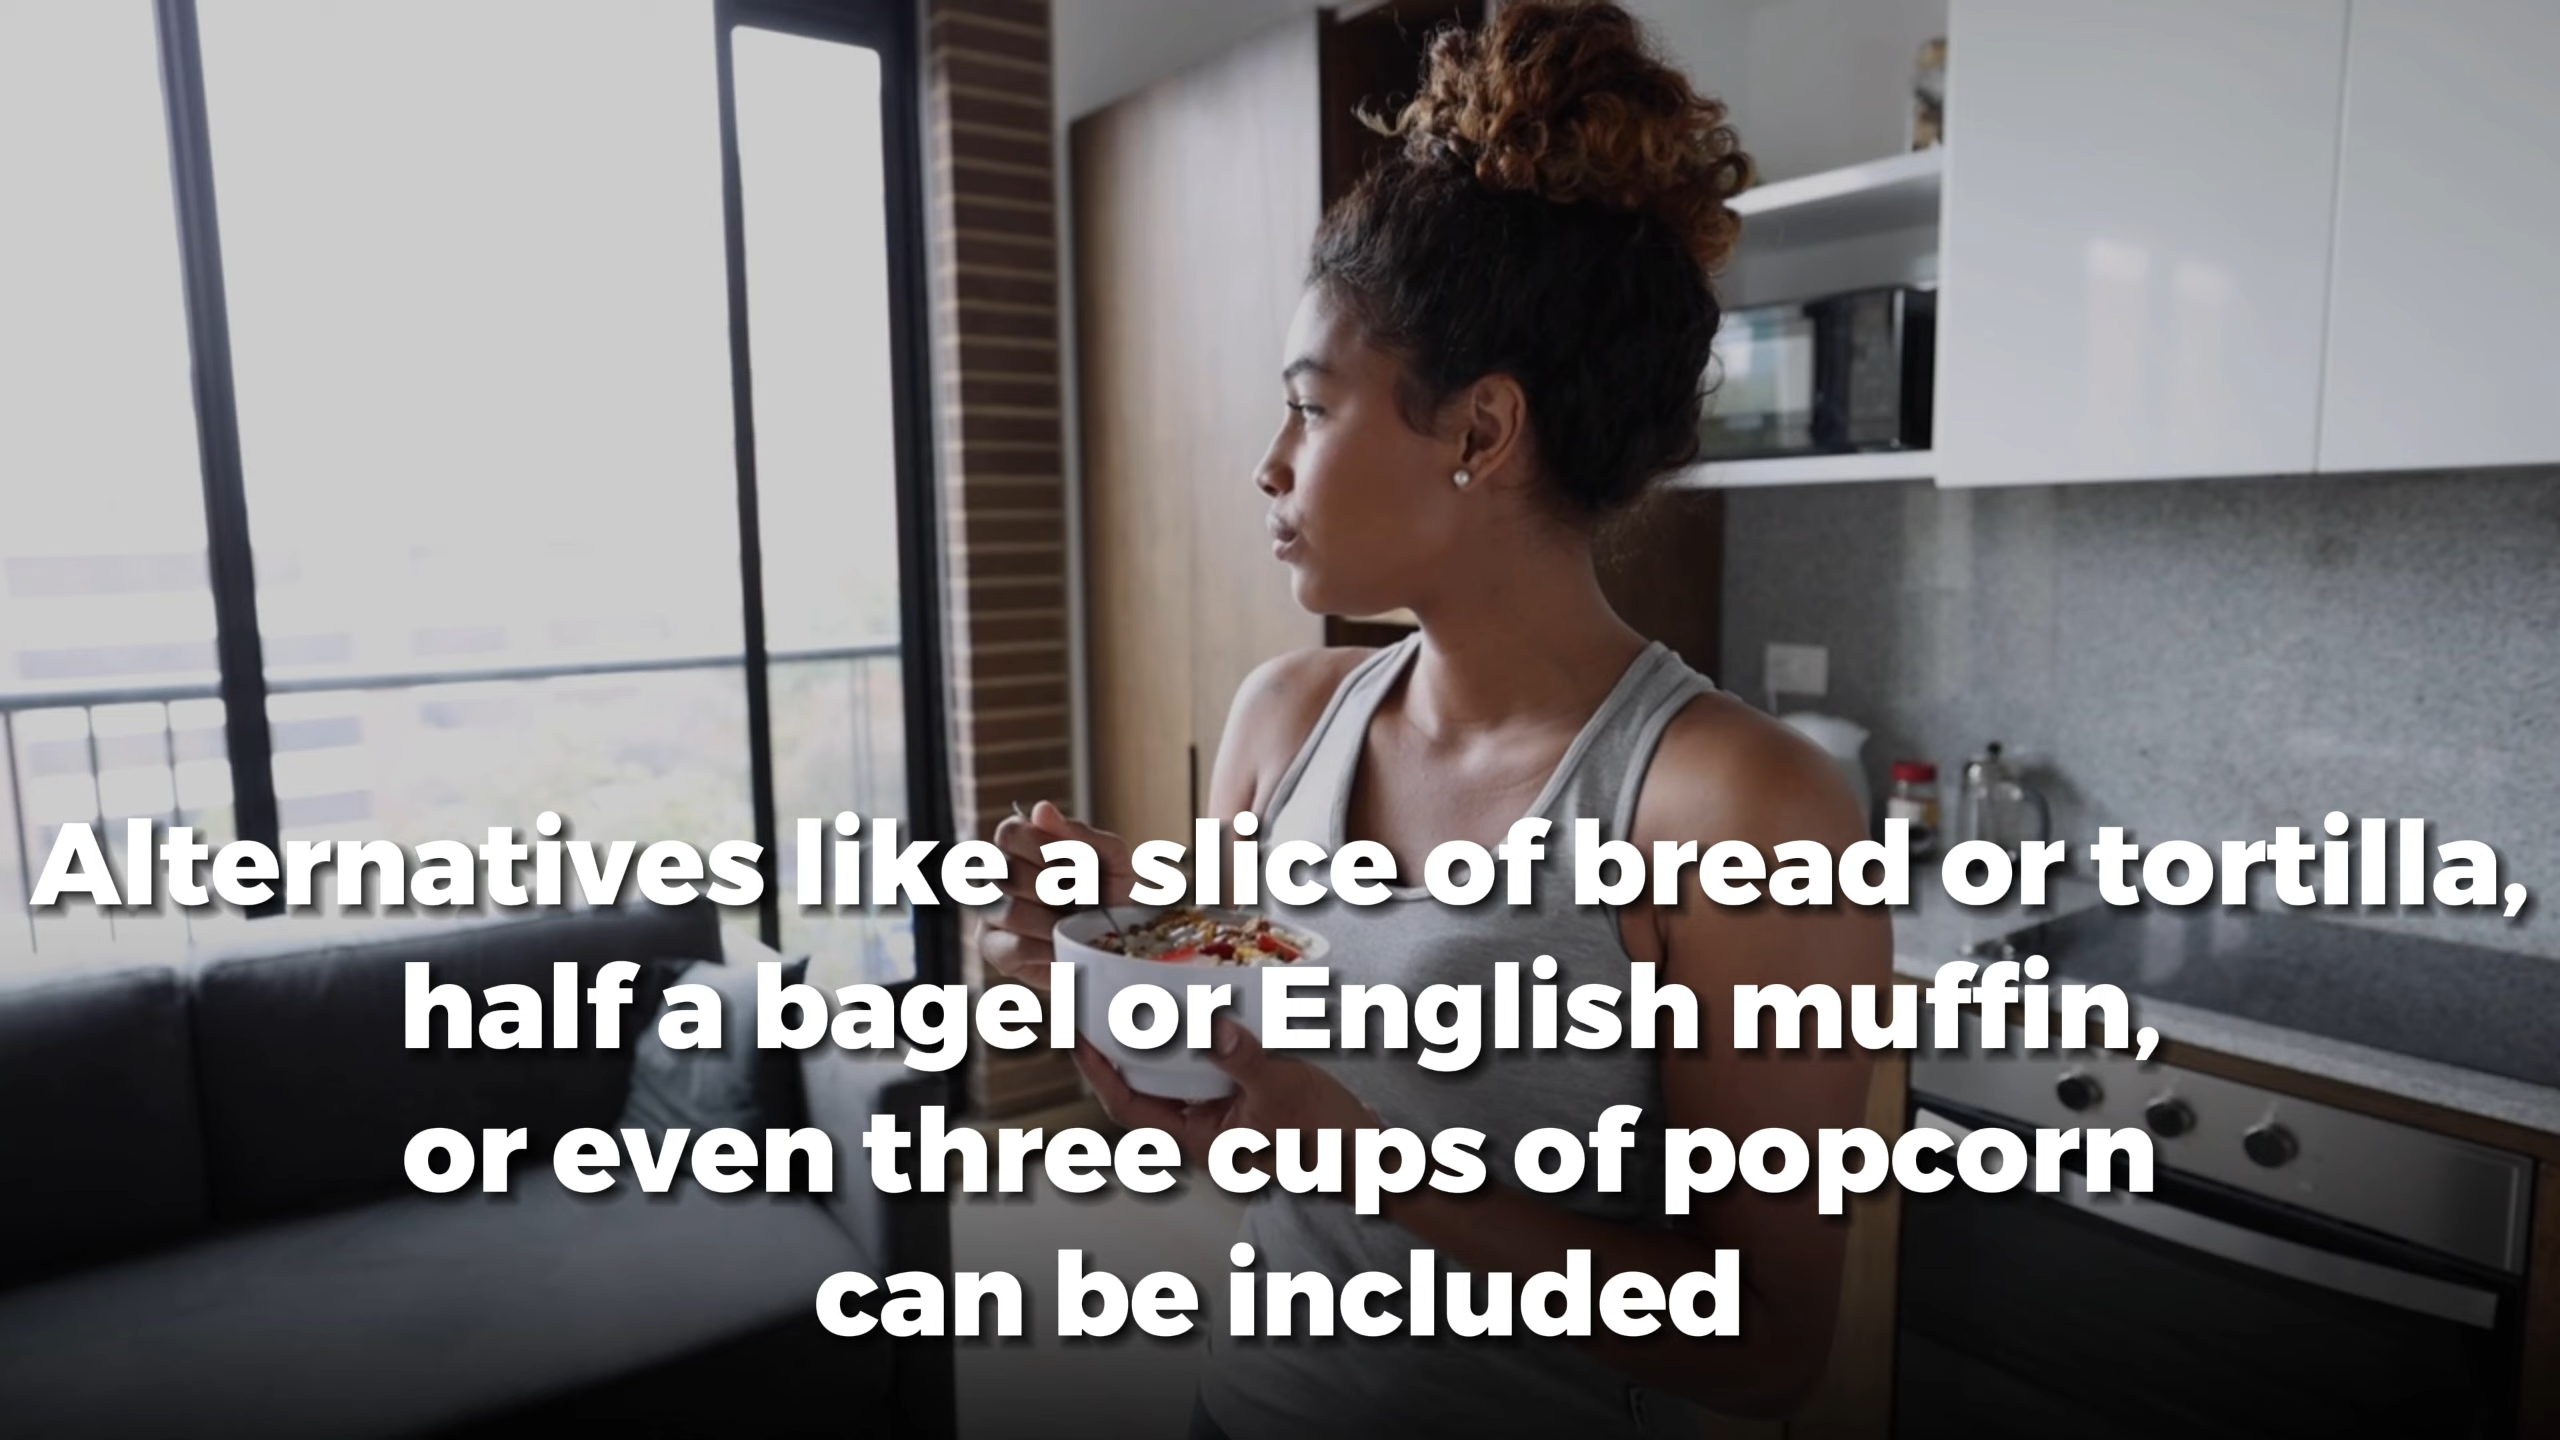 Alternatives like a slice of bread or tortilla,
half a bagel or English muffin,
or even three cups of popcorn
can be included